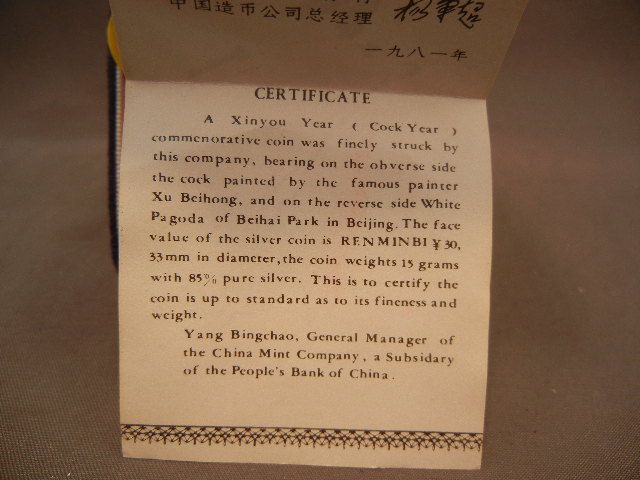 中国造币公司总经理
一九八一年
CERTIFICATE
A Xinyou Year ( Cock Year )
commenorative coin was finely struck by
this company, bearing on the obverse side
the cock painted by the famous painter
Xu Beihong, and on the reverse side White
Pagoda of Beihai Park in Beijing. The face
value of the silver coin is RENMINBI ¥ 30,
33mm in diameter, the coin weights 15 grams
with 85% pure silver. This is to certify the
coin is up to standard as to its fineness and
weight.
Yang Bingchao, General Manager of
the China Mint Company, a Subsidary
of the People's Bank of China.